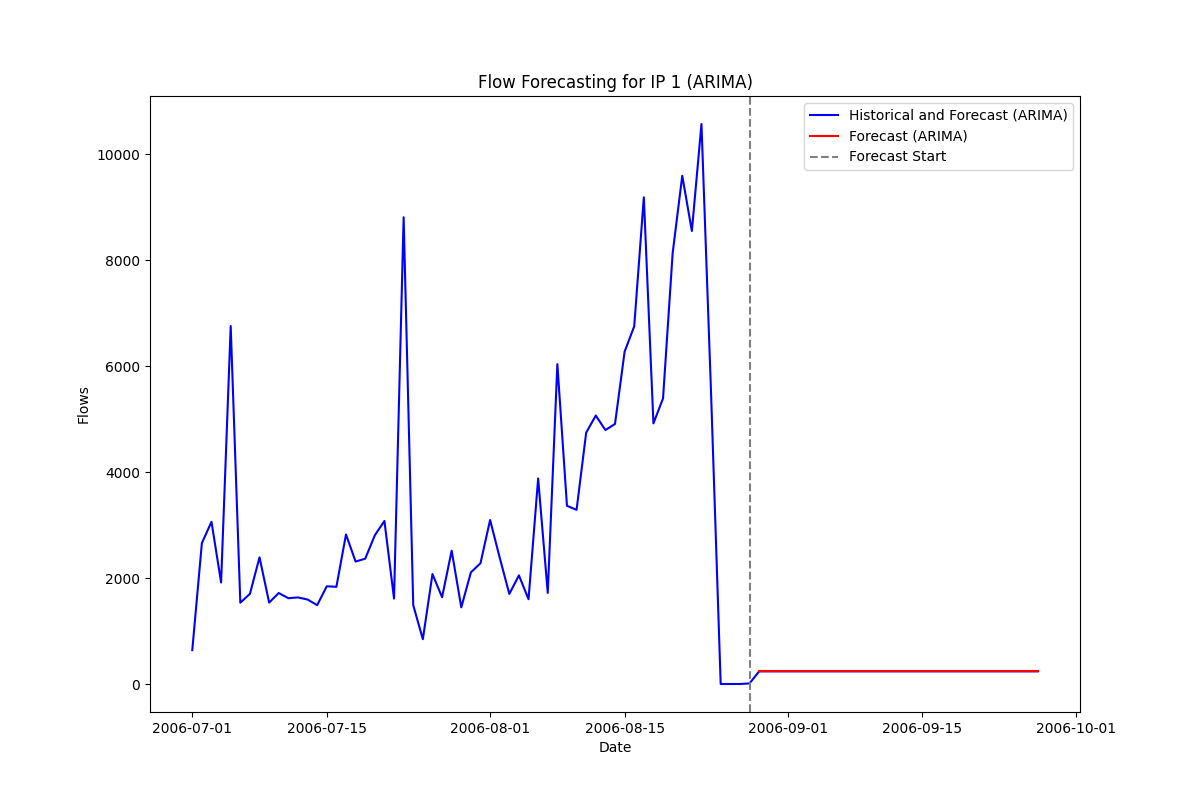 Flow Forecasting for IP 1 (ARIMA)
Historical and Forecast (ARIMA)
Forecast (ARIMA)
Forecast Start
10000
8000
6000
4000
2000
0
Flows
2006-07-01 2006-07-15 2006-08-01 2006-08-15 2006-09-01 2006-09-15 2006-10-01
Date